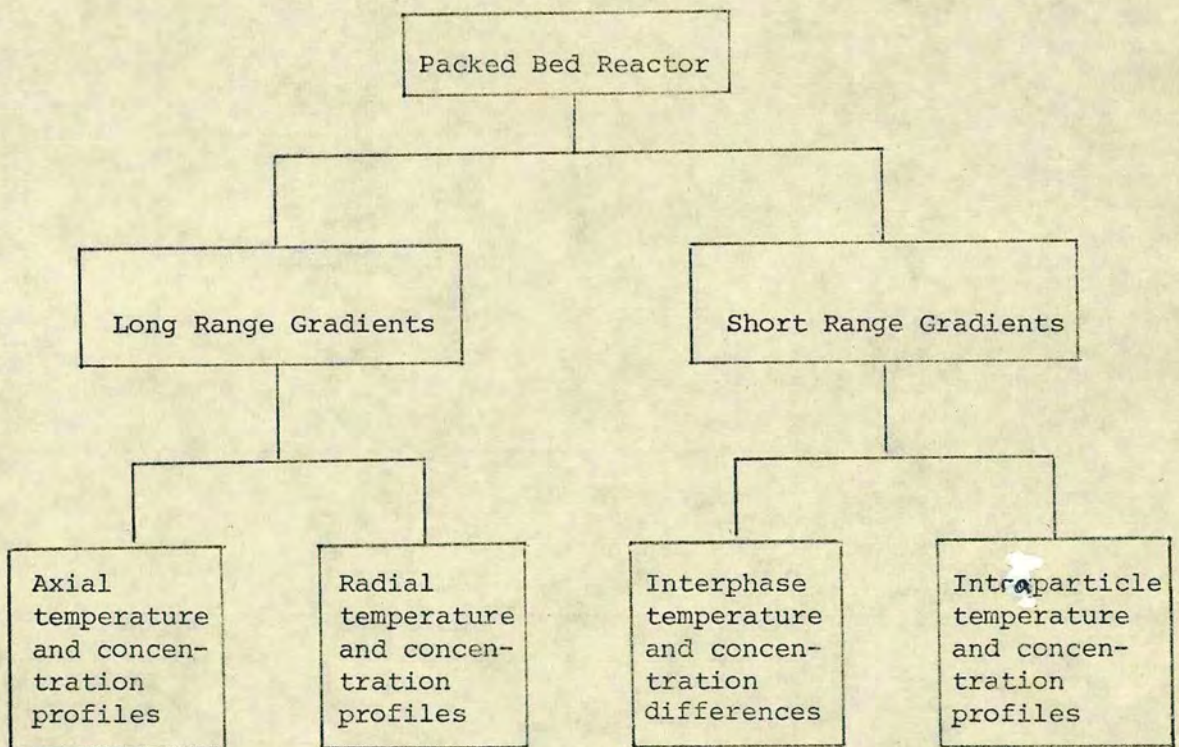 Packed Bed Reactor
Long Range Gradients
Short Range Gradients
Axial
temperature
and concen-
tration
profiles
Radial
temperature
and concen-
tration
profiles
Interphase
temperature
and concen-
tration
differences
Intraparticle
temperature
and concen-
tration
profiles